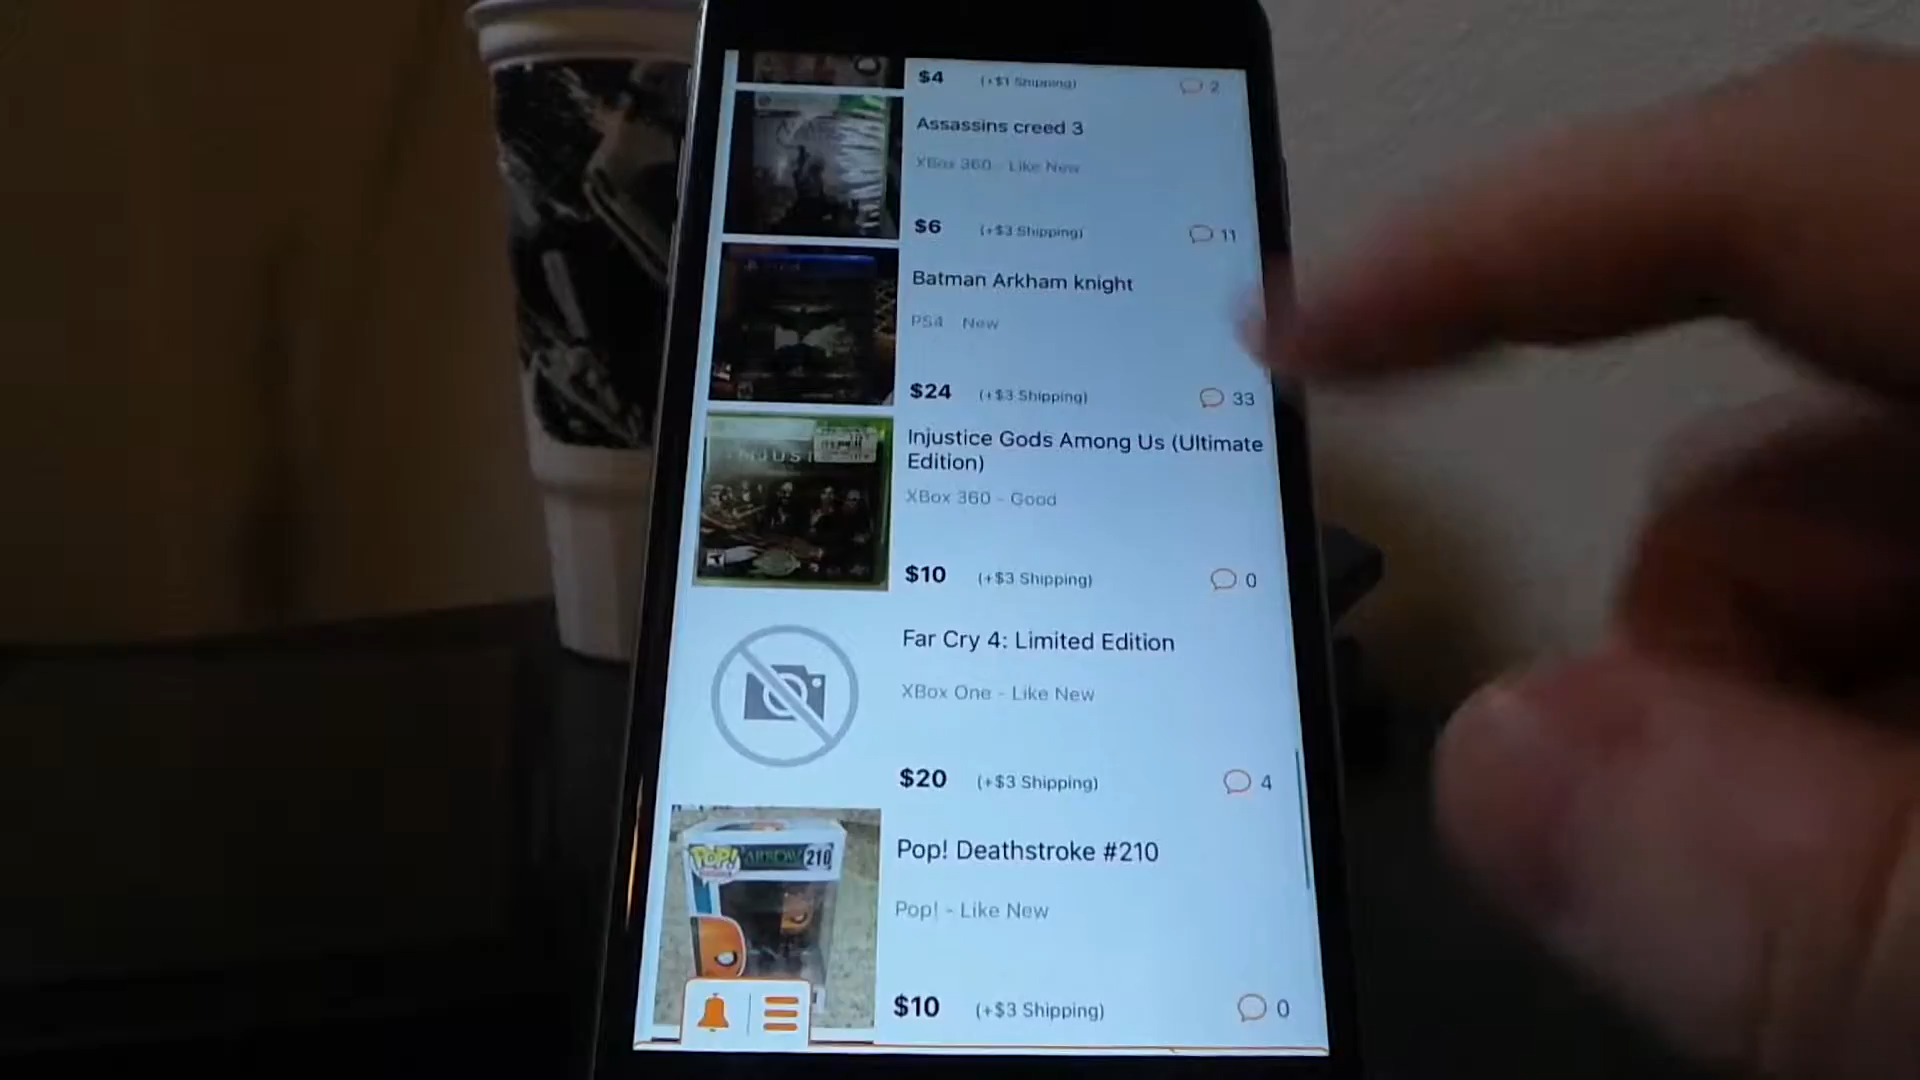 $4 (+$1 Shipping) 2
Assassins creed 3
XBox 360 - Like New
$6 (+$3 Shipping) 11
Batman Arkham knight
PS4 - New
$24 (+$3 Shipping) 33
Injustice Gods Among Us (Ultimate
Edition)
XBox 360 - Good
$10 (+$3 Shipping) 0
Far Cry 4: Limited Edition
XBox One - Like New
$20 (+$3 Shipping) 4
POP! ARROW 210
Pop! Deathstroke #210
Pop! - Like New
$10 (+$3 Shipping) 0